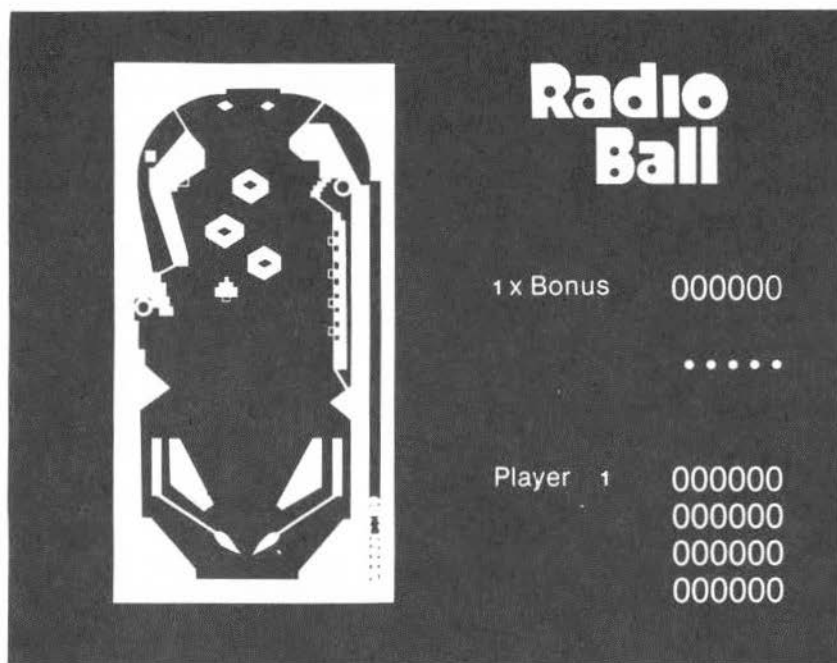 Radio
Ball
1 x Bonus 000000
• • • • •
Player 1 000000
000000
000000
000000